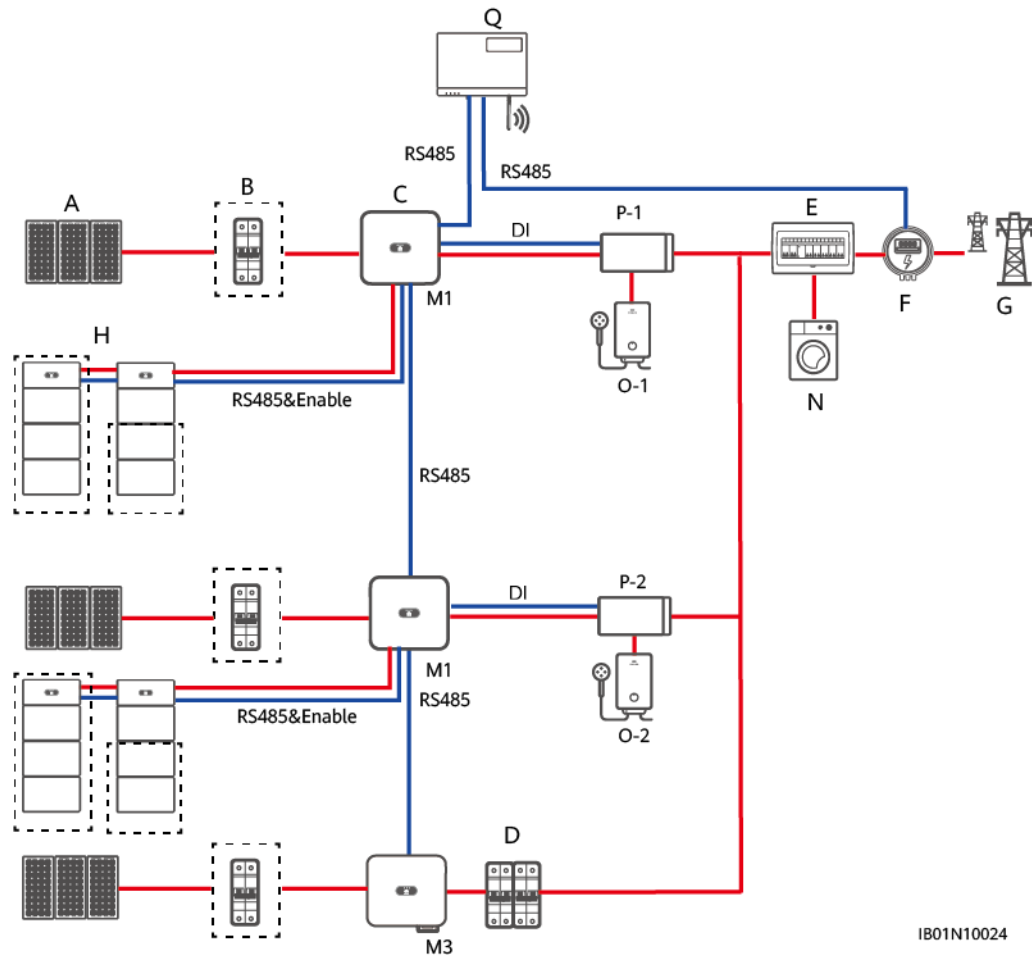 Q
RS485
RS485
A
B
C
DI
P-1
E
M1
F
G
H
O-1
N
RS485&Enable
RS485
DI
P-2
M1
RS485
RS485&Enable
O-2
D
M3
IB01N10024